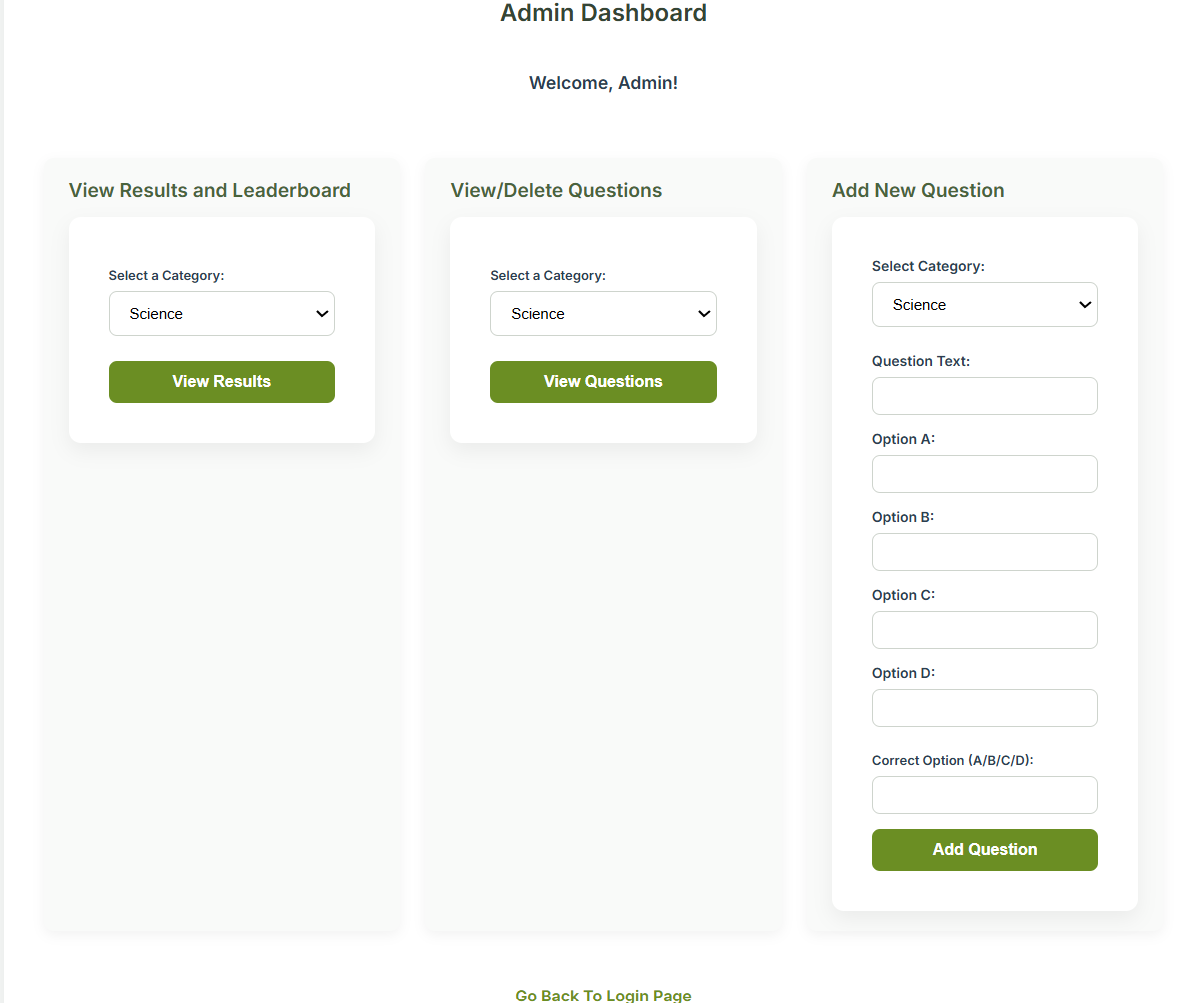 Admin Dashboard
Welcome, Admin!
View Results and Leaderboard
Select a Category:
Science
View Results
View/Delete Questions
Select a Category:
Science
View Questions
Add New Question
Select Category:
Science
Question Text:
Option A:
Option B:
Option C:
Option D:
Correct Option (A/B/C/D):
Add Question
Go Back To Login Page